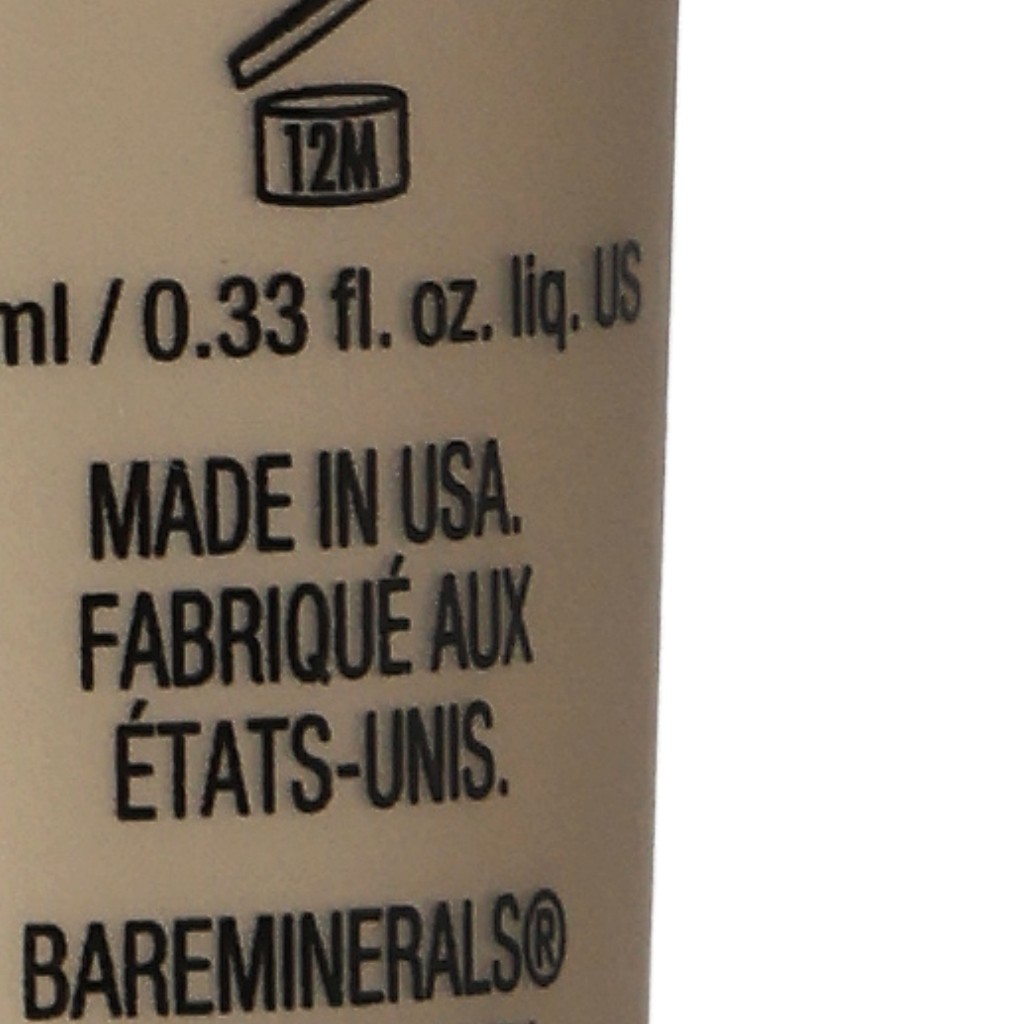 12M
ml / 0.33 fl. oz. liq. US
MADE IN USA.
FABRIQUÉ AUX
ÉTATS-UNIS.
BAREMINERALS®